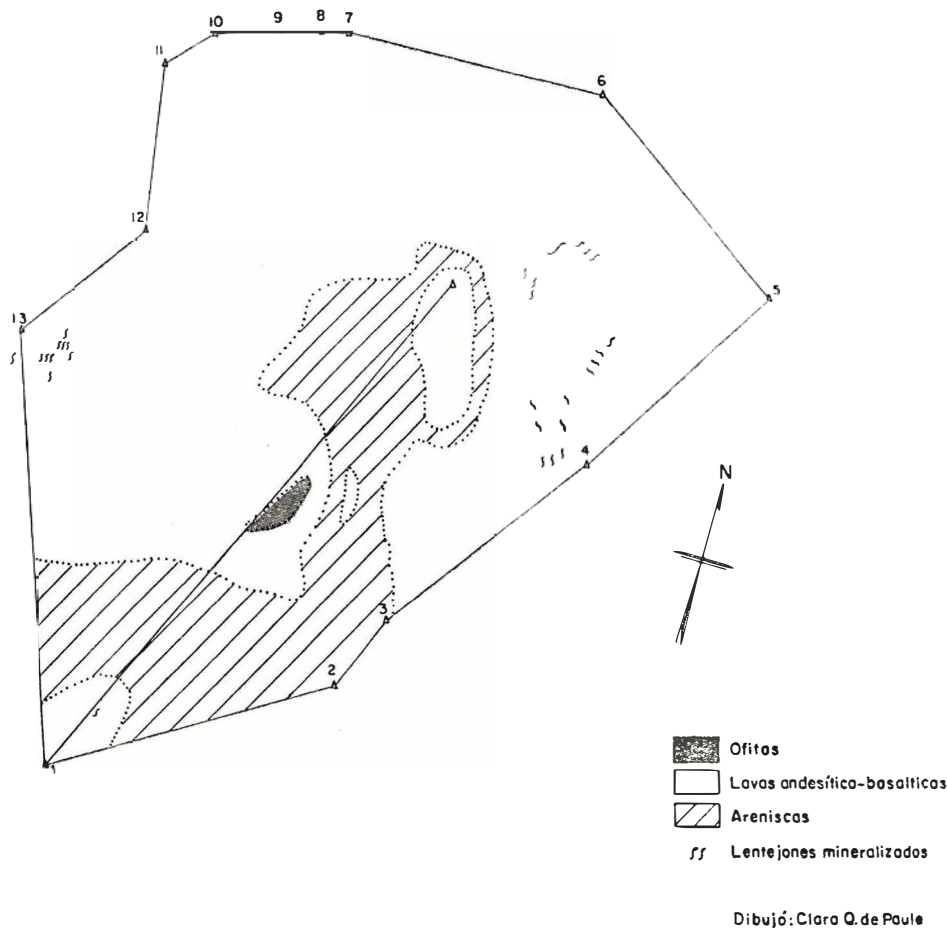 10 9 8 7
11
6
12
5
13
4
N
3
2
1
Ofitas
Lavas andesítico-basalticas
Areniscas
Lentejones mineralizados
Dibujó: Clara Q. de Paule